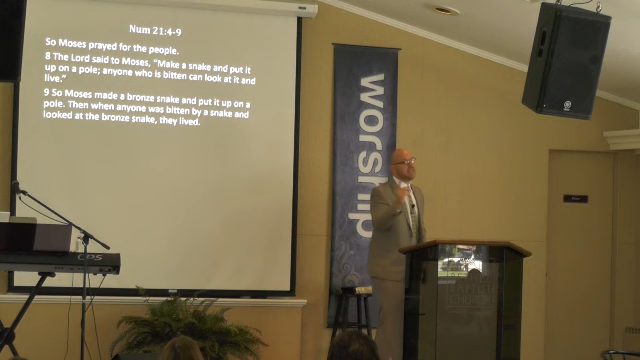 Num 21:4-9
So Moses prayed for the people.
8 The Lord said to Moses, "Make a snake and put it
up on a pole; anyone who is bitten can look at it and
live."
9 So Moses made a bronze snake and put it up on a
pole. Then when anyone was bitten by a snake and
looked at the bronze snake, they lived.
worship
CP5